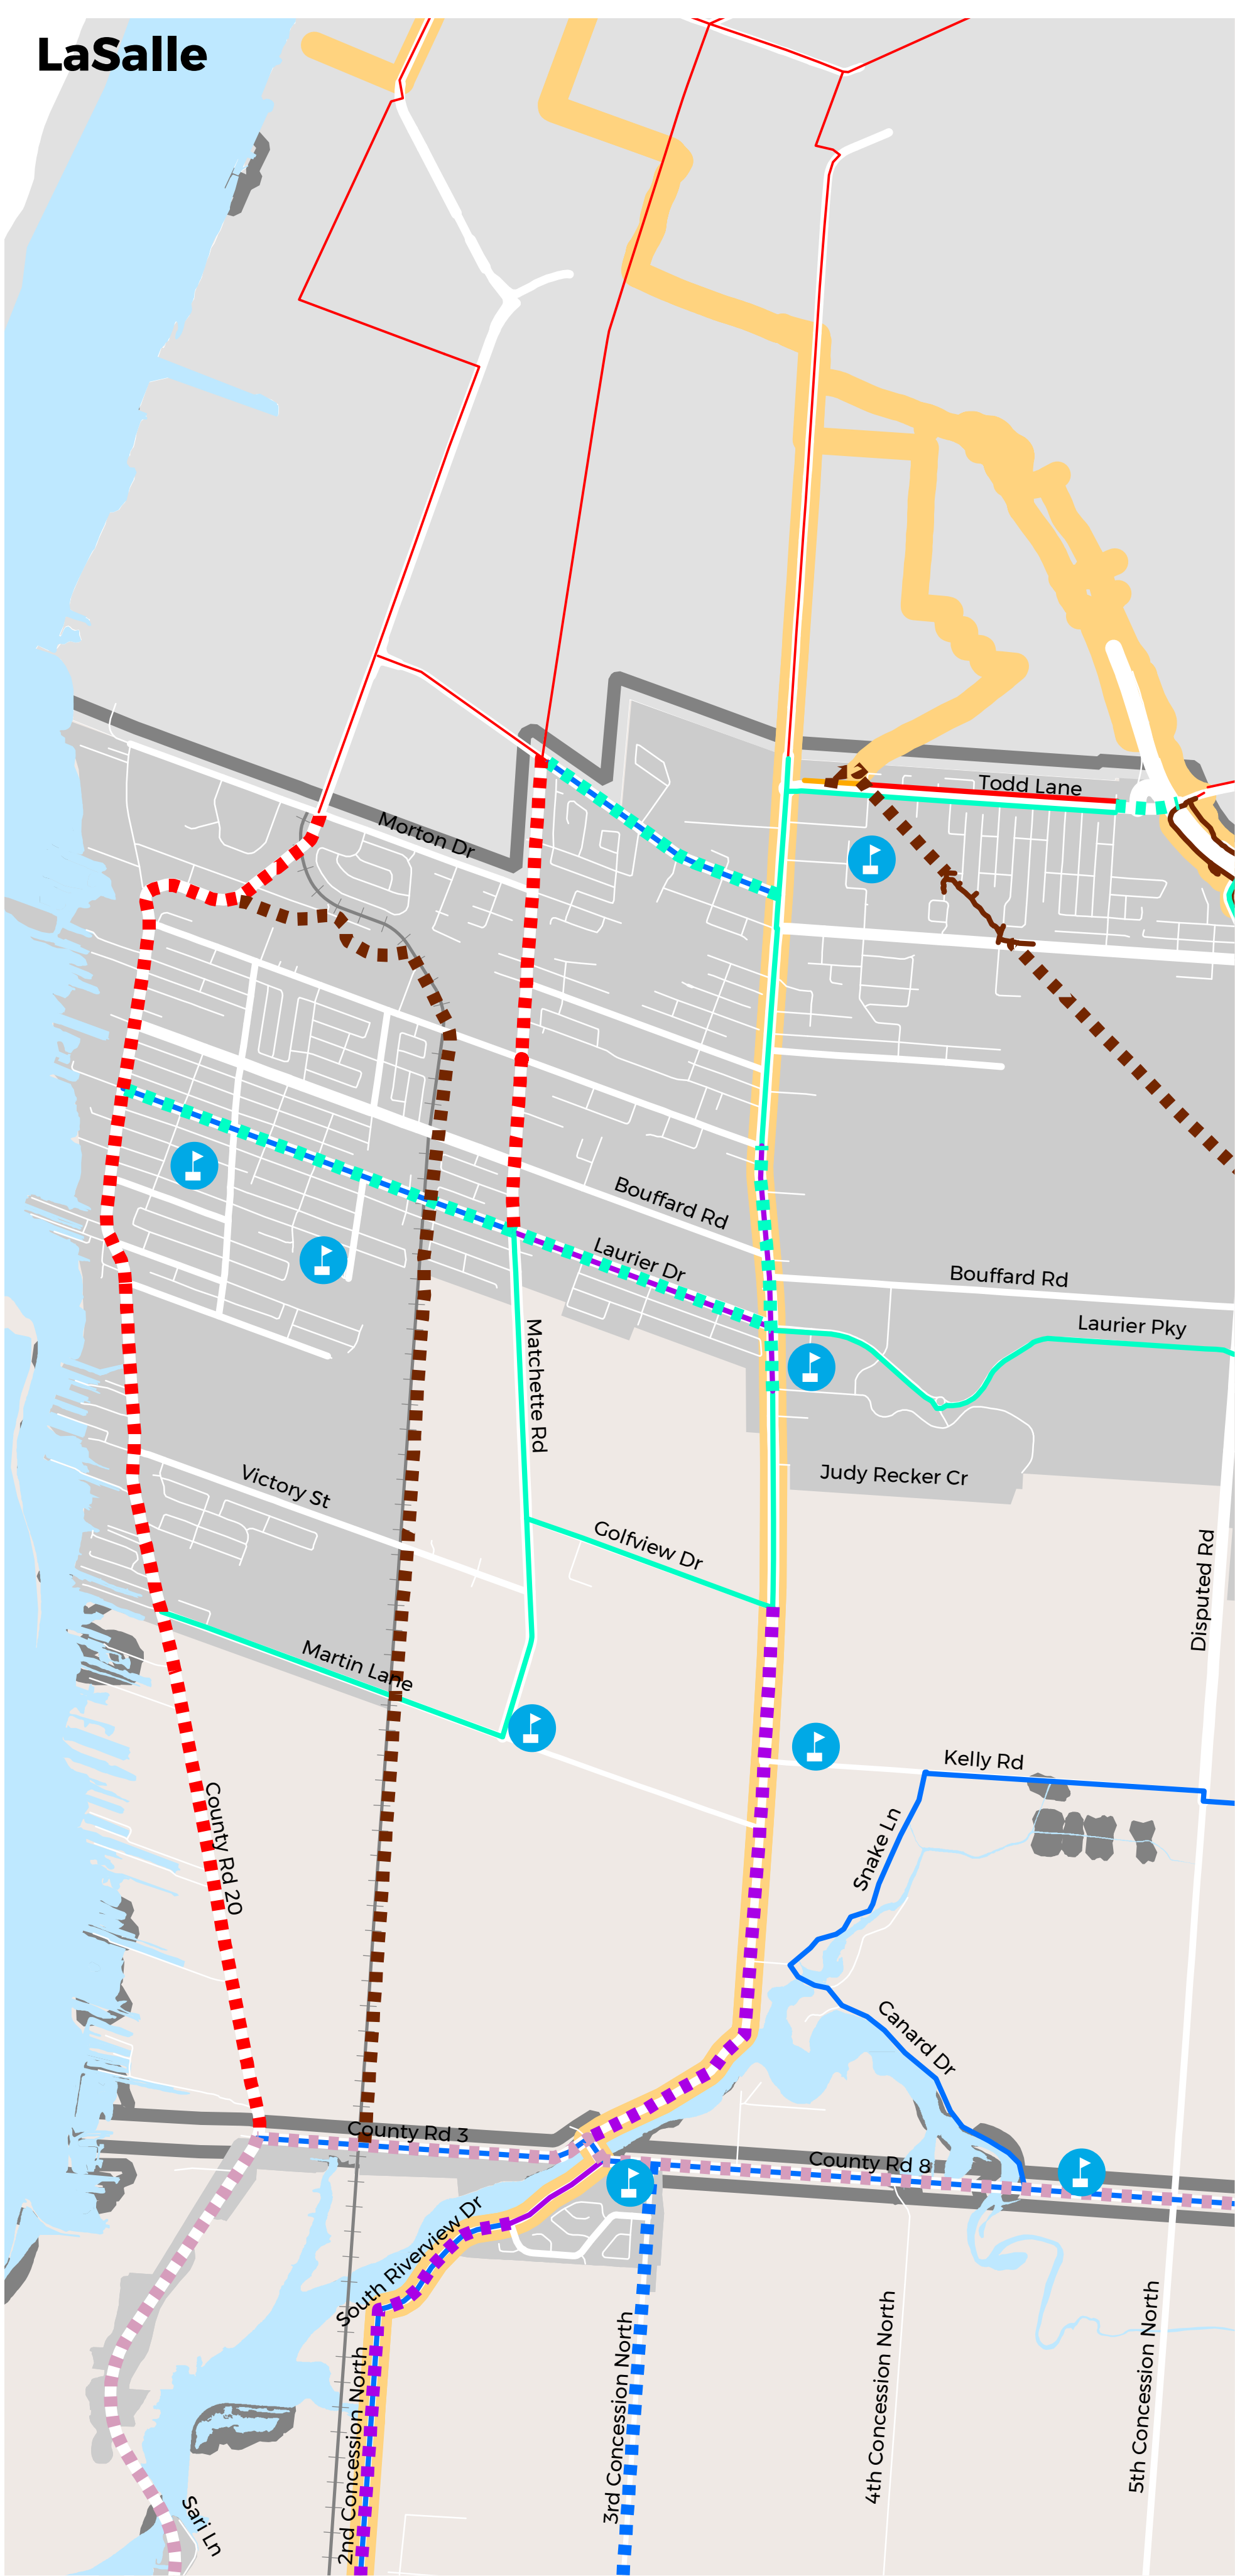 LaSalle
Todd Lane
Morton Dr
Bouffard Rd
Laurier Dr
Bouffard Rd
Laurier Pky
Matchette Rd
Judy Recker Cr
Victory St
Golfview Dr
Disputed Rd
Martin Lane
Kelly Rd
County Rd 20
Snake Ln
Canard Dr
County Rd 3
County Rd 8
South Riverview Dr
2nd Concession North
3rd Concession North
4th Concession North
5th Concession North
Sari Ln